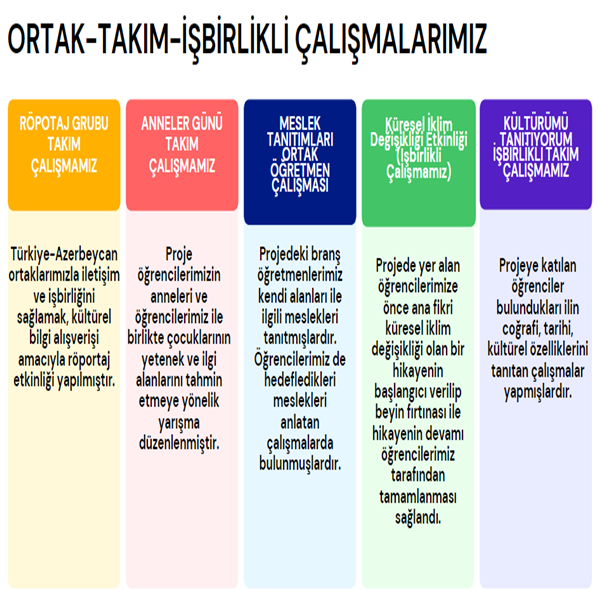 ORTAK-TAKIM-İŞBİRLİKLİ ÇALIŞMALARIMIZ
RÖPOTAJ GRUBU
TAKIM
ÇALIŞMAMIZ
Türkiye-Azerbeycan
ortaklarımızla iletişim
ve işbirliğini
sağlamak, kültürel
bilgi alışverişi
amacıyla röportaj
etkinliği yapılmıştır.
ANNELER GÜNÜ
TAKIM
ÇALIŞMAMIZ
Proje
öğrencilerimizin
anneleri ve
öğrencilerimiz ile
birlikte çocuklarının
yetenek ve ilgi
alanlarını tahmin
etmeye yönelik
yarışma
düzenlenmiştir.
MESLEK
TANITIMLARI
ORTAK
ÖĞRETMEN
ÇALIŞMASI
Projedeki branş
öğretmenlerimiz
kendi alanları ile
ilgili meslekleri
tanıtmışlardır.
Öğrencilerimiz de
hedefledikleri
meslekleri
anlatan
çalışmalarda
bulunmuşlardır.
Küresel İklim
Değişikliği Etkinliği
(İşbirlikli
Çalışmamız)
Projede yer alan
öğrencilerimize
önce ana fikri
küresel iklim
değişikliği olan bir
hikayenin
başlangıcı verilip
beyin fırtınası ile
hikayenin devamı
öğrencilerimiz
tarafından
tamamlanması
sağlandı.
KÜLTÜRÜMÜ
TANITIYORUM
İŞBİRLİKLİ TAKIM
ÇALIŞMAMIZ
Projeye katılan
öğrenciler
bulundukları ilin
coğrafi, tarihi,
kültürel özelliklerini
tanıtan çalışmalar
yapmışlardır.